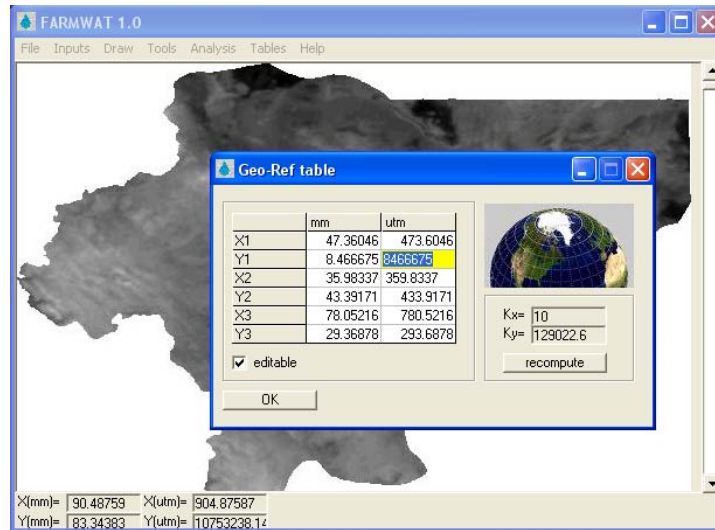 FARMWAT 1.0
File Inputs Draw Tools Analysis Tables Help
Geo-Ref table
mm utm
X1 47.36046 473.6046
Y1 8.466675 8466675
X2 35.98337 359.8337
Y2 43.39171 433.9171
X3 78.05216 780.5216
Y3 29.36878 293.6878
editable
OK
Kx= 10
Ky= 129022.6
recompute
X(mm)= 90.48759 X(utm)= 904.87587
Y(mm)= 83.34383 Y(utm)= 10753238.14